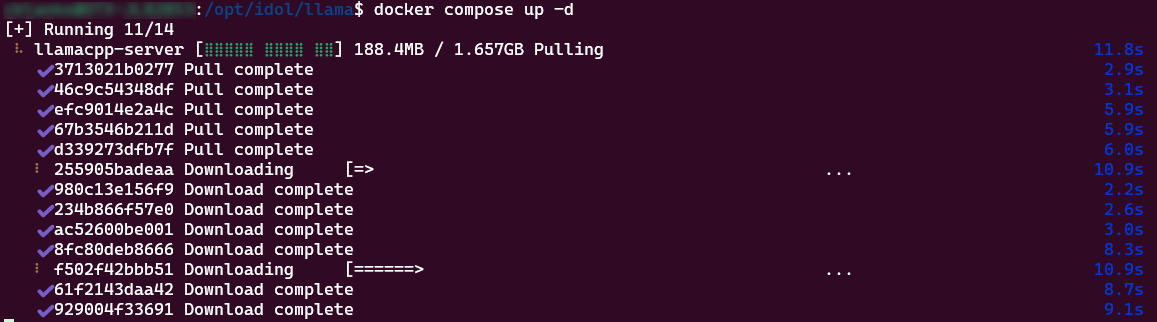 :/opt/idol/llama$ docker compose up -d
[+] Running 11/14
⠧ llamacpp-server [⣿⣿⣿⣿⣿ ⣿⣿⣿⣿ ⣿⣿] 188.4MB / 1.657GB Pulling 11.8s
✔3713021b0277 Pull complete 2.9s
✔46c9c54348df Pull complete 3.1s
✔efc9014e2a4c Pull complete 5.9s
✔67b3546b211d Pull complete 5.9s
✔d339273dfb7f Pull complete 6.0s
⠇ 255905badeaa Downloading [=> ... 10.9s
✔980c13e156f9 Download complete 2.2s
✔234b866f57e0 Download complete 2.6s
✔ac52600be001 Download complete 3.0s
✔8fc80deb8666 Download complete 8.3s
⠇ f502f42bbb51 Downloading [======> ... 10.9s
✔61f2143daa42 Download complete 8.7s
✔929004f33691 Download complete 9.1s